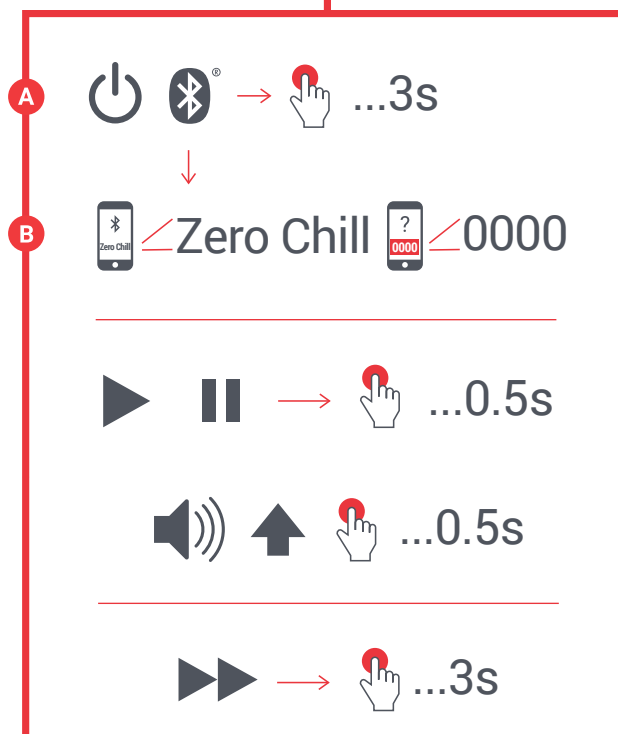 A ® ...3s
B Zero Chill Zero Chill ? 0000 0000
...0.5s
...0.5s
...3s